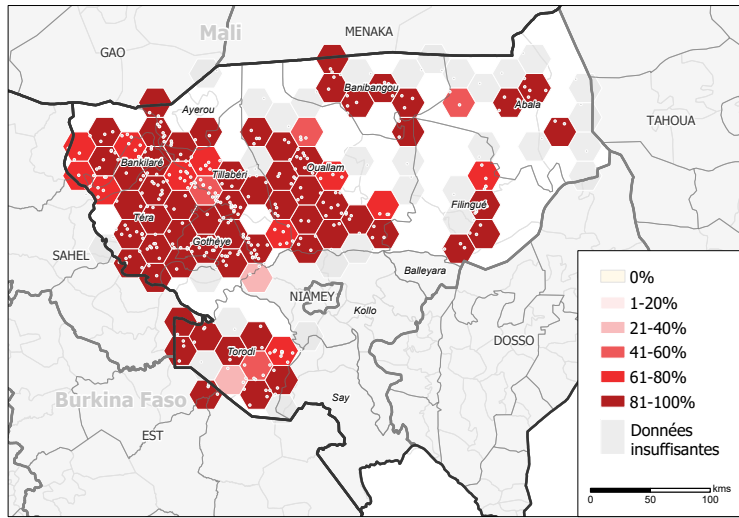 MENAKA
Mali
GAO
Banibangou
Abala
Ayerou
TAHOUA
Bankilaré
Ouallam
Tillabéri
Filingué
Téra
Gothèye
SAHEL
Balleyara
NIAMEY
Kollo
DOSSO
Torodi
Say
Burkina Faso
EST
0%
1-20%
21-40%
41-60%
61-80%
81-100%
Données
insuffisantes
kms
0 50 100